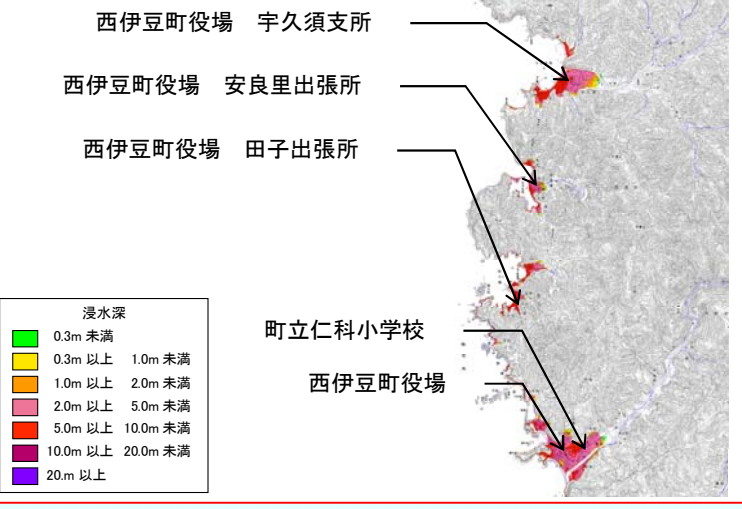 西伊豆町役場　宇久須支所
西伊豆町役場　安良里出張所
西伊豆町役場　田子出張所
町立仁科小学校
西伊豆町役場
浸水深
0.3m 未満
0.3m 以上　1.0m 未満
1.0m 以上　2.0m 未満
2.0m 以上　5.0m 未満
5.0m 以上　10.0m 未満
10.0m 以上　20.0m 未満
20.m 以上